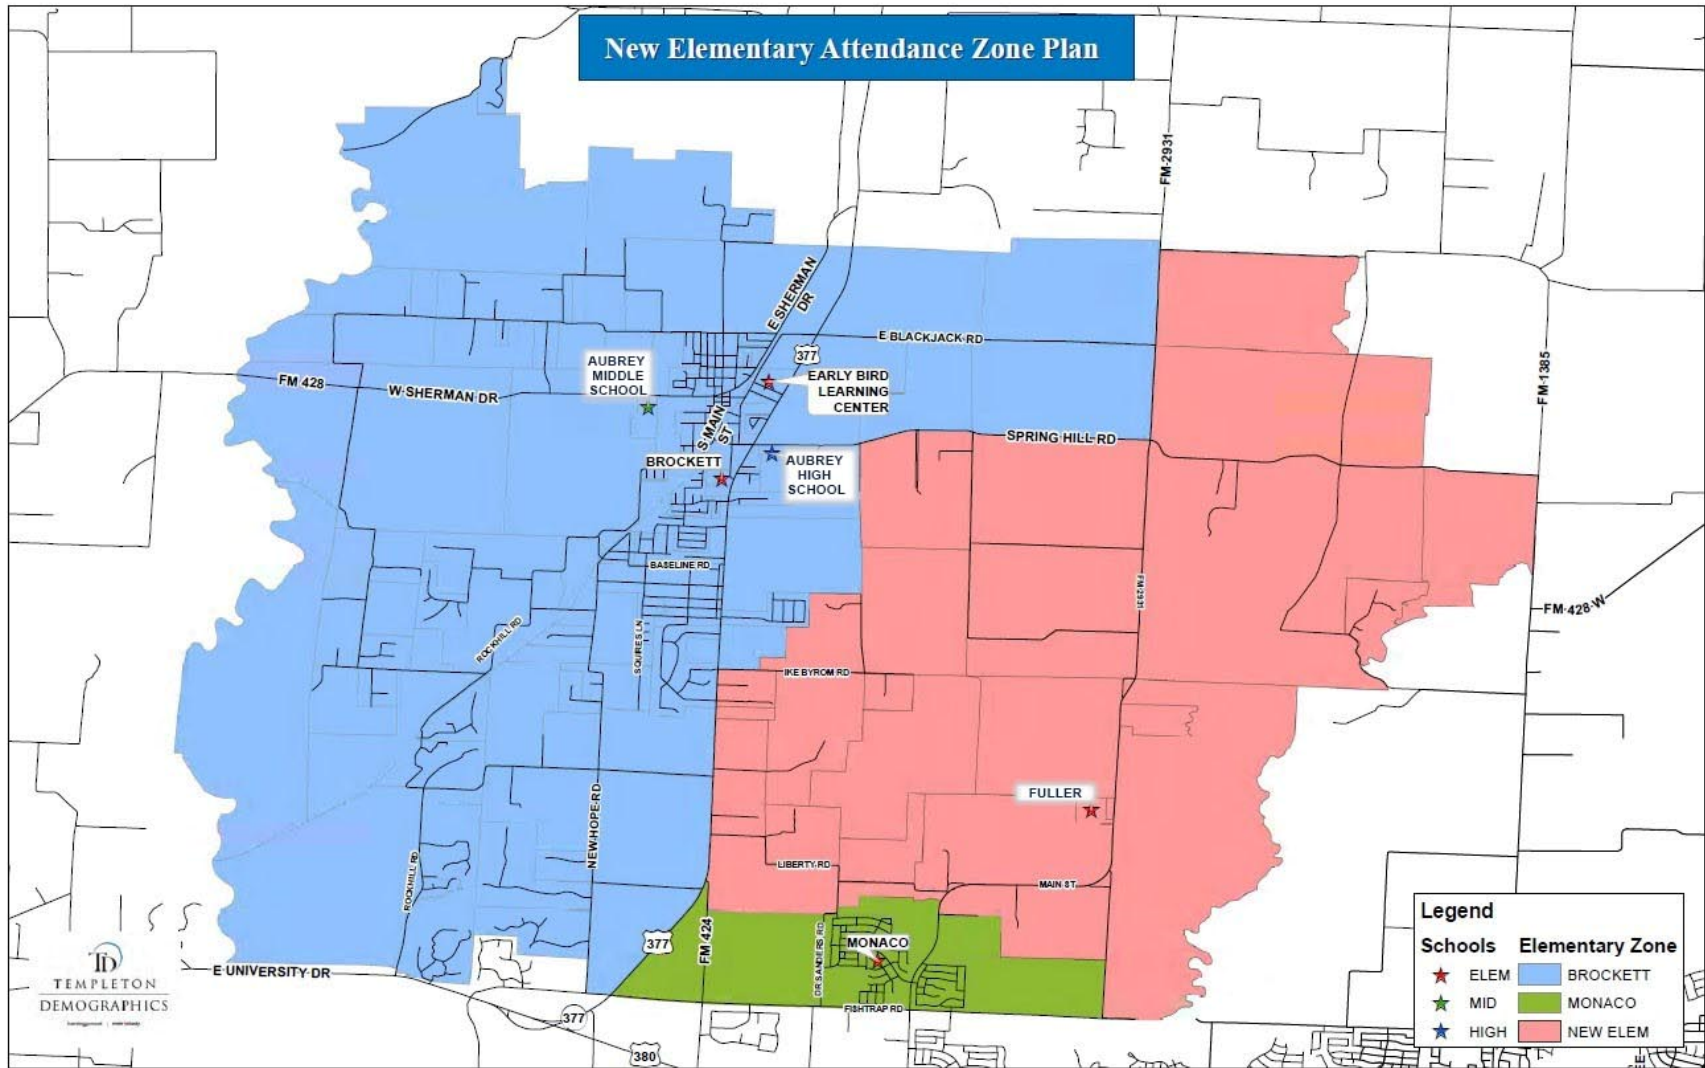 New Elementary Attendance Zone Plan
FM-2931
E SHERMAN
DR
E BLACKJACK RD
377
FM-1385
AUBREY
MIDDLE
SCHOOL
EARLY BIRD
LEARNING
CENTER
FM 428
W SHERMAN DR
S MAIN
ST
SPRING HILL RD
BROCKETT
AUBREY
HIGH
SCHOOL
BASELINE RD
FM 2931
FM-428-W
ROCKHILL RD
SQUIRES LN
IKE BYROM RD
NEW HOPE RD
FULLER
LIBERTY RD
MAIN ST
ROCKHILL RD
377
FM 424
DR SANDERS RD
MONACO
E UNIVERSITY DR
FISHTRAP RD
377
380
TD
TEMPLETON
DEMOGRAPHICS
Legend
Schools Elementary Zone
ELEM BROCKETT
MID MONACO
HIGH NEW ELEM